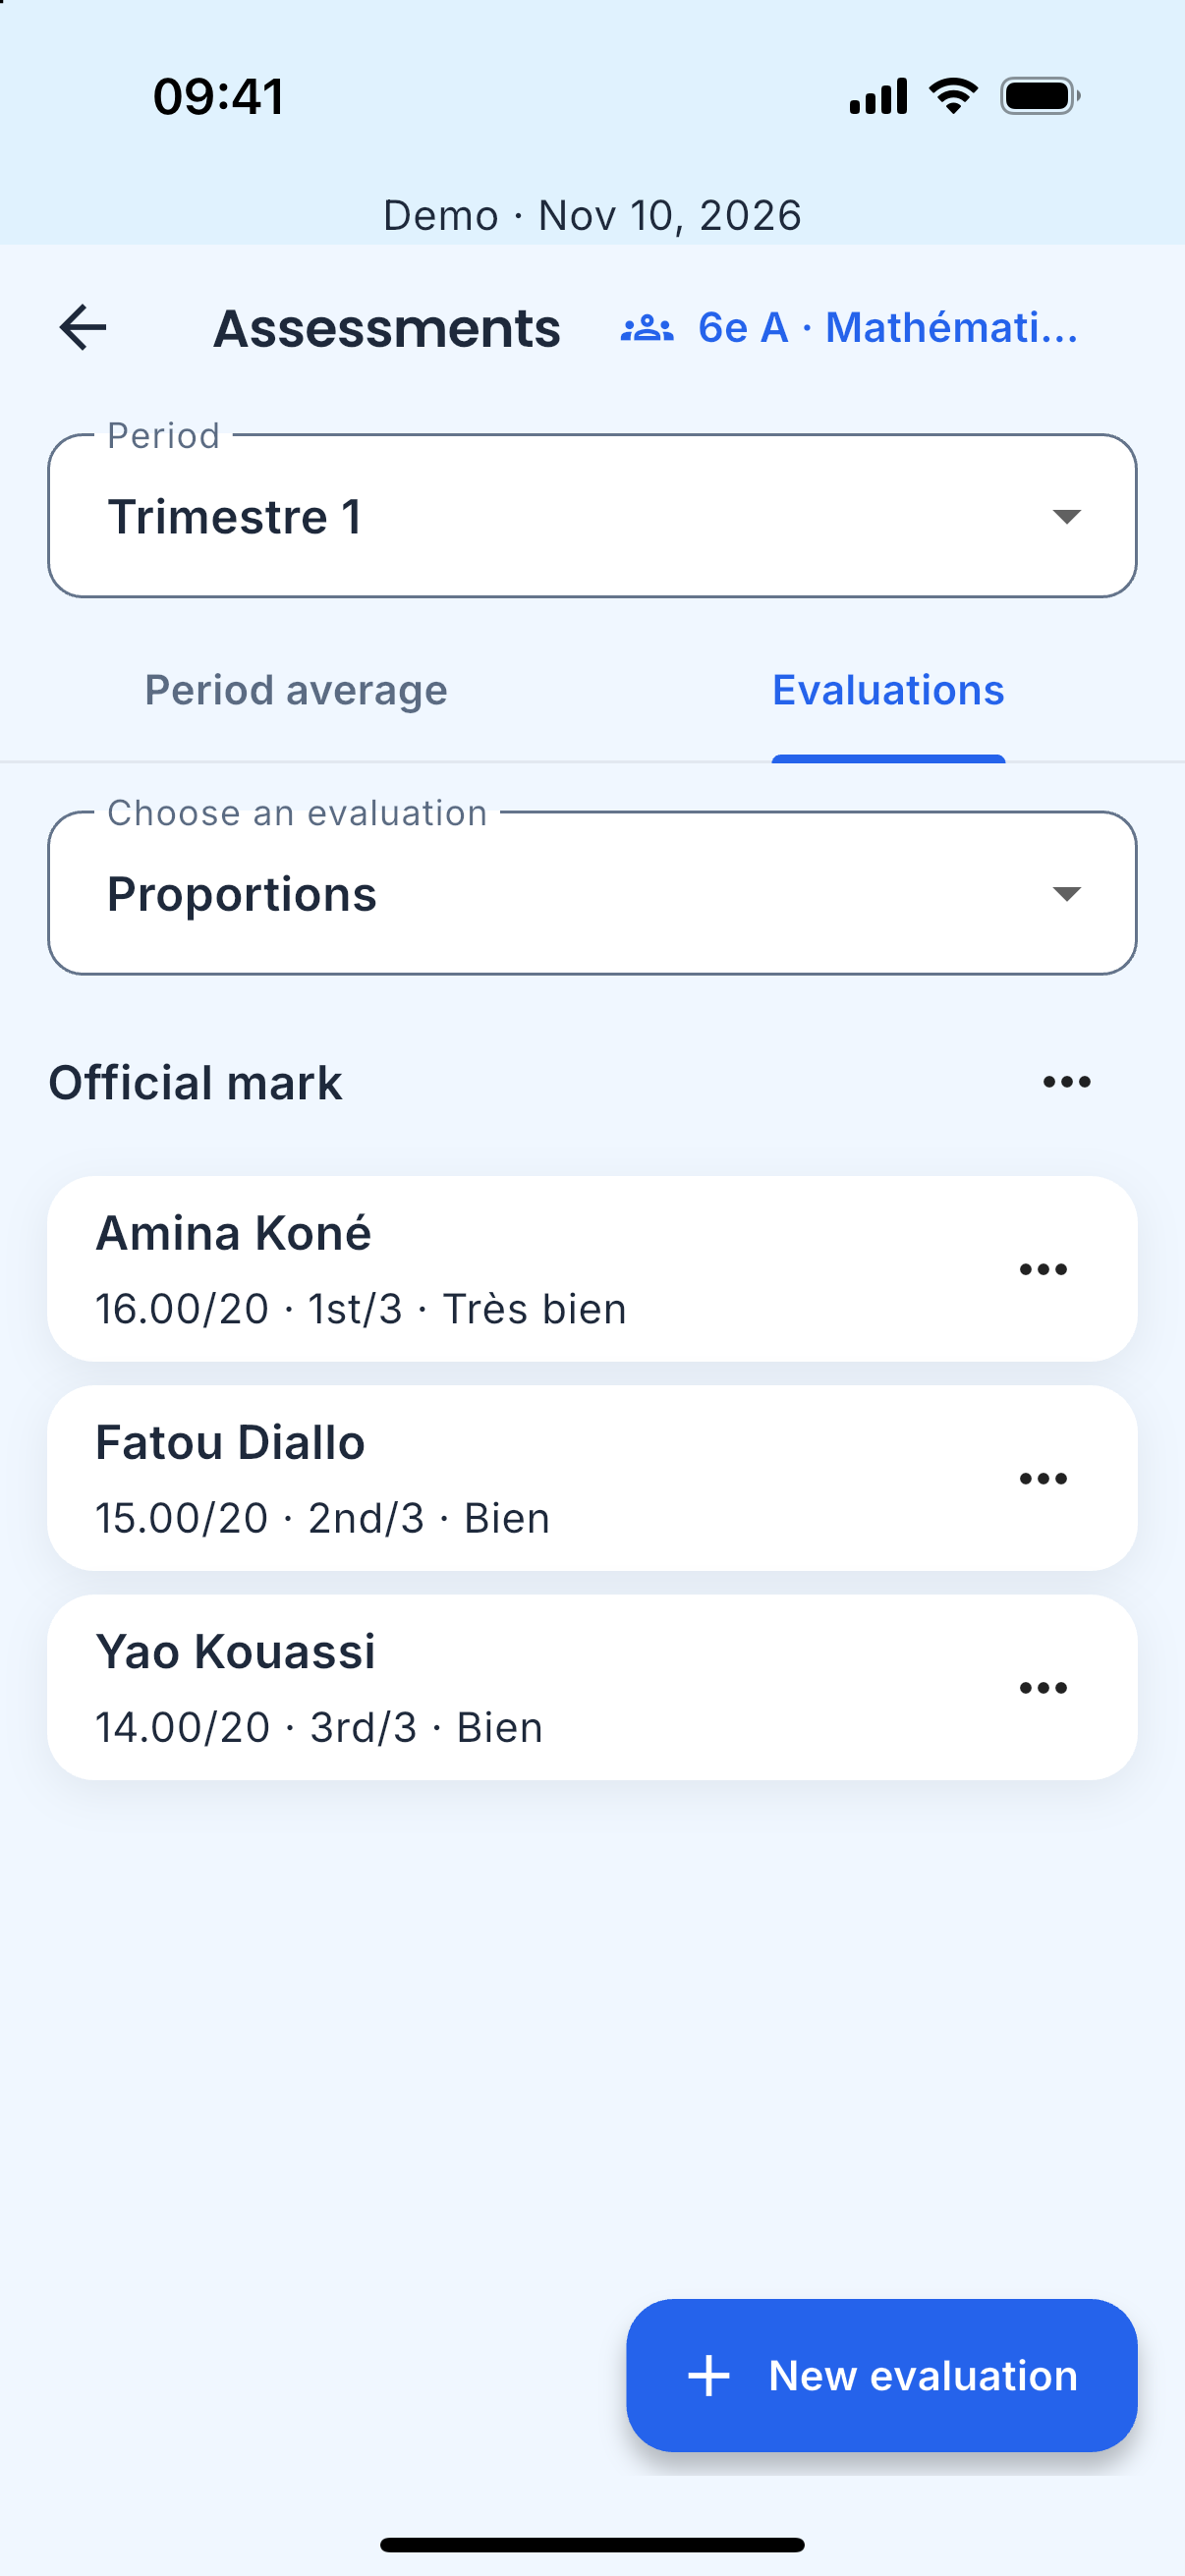 09:41
Demo · Nov 10, 2026
Assessments
6e A · Mathémati...
Period
Trimestre 1
Period average
Evaluations
Choose an evaluation
Proportions
Official mark
Amina Koné
16.00/20 · 1st/3 · Très bien
Fatou Diallo
15.00/20 · 2nd/3 · Bien
Yao Kouassi
14.00/20 · 3rd/3 · Bien
New evaluation